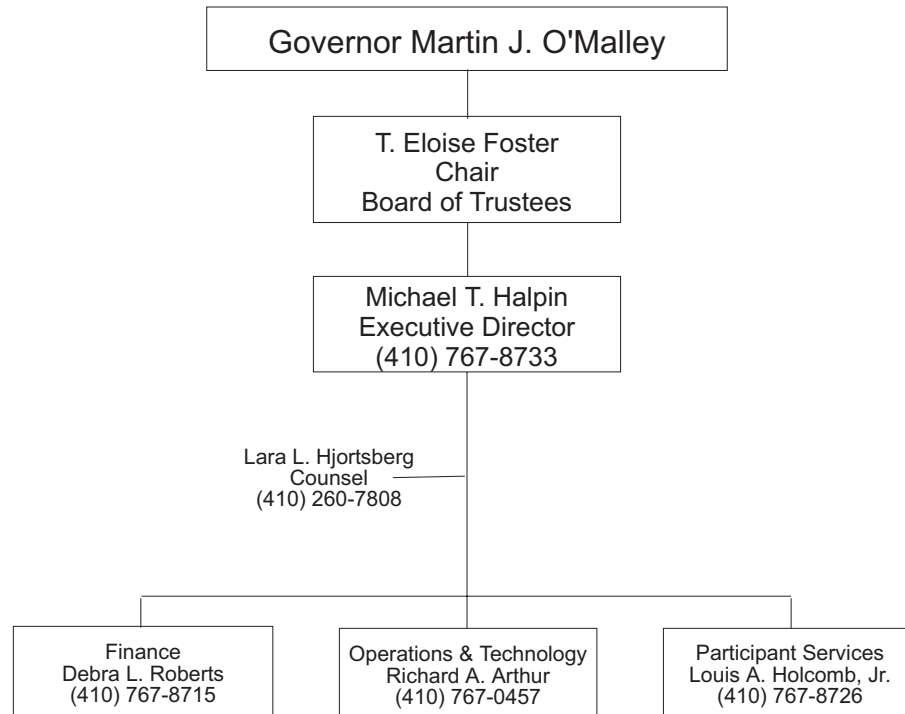 Governor Martin J. O'Malley
T. Eloise Foster
Chair
Board of Trustees
Michael T. Halpin
Executive Director
(410) 767-8733
Lara L. Hjortsberg
Counsel
(410) 260-7808
Finance
Debra L. Roberts
(410) 767-8715
Operations & Technology
Richard A. Arthur
(410) 767-0457
Participant Services
Louis A. Holcomb, Jr.
(410) 767-8726